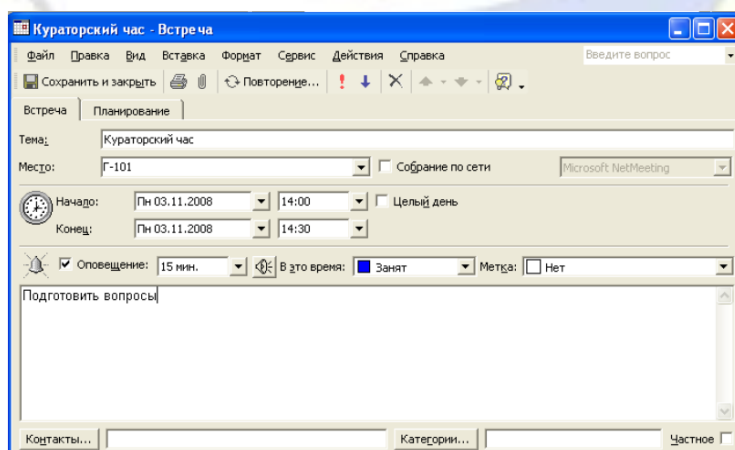 Кураторский час - Встреча
Файл Правка Вид Вставка Формат Сервис Действия Справка Введите вопрос
Сохранить и закрыть Повторение...
Встреча Планирование
Тема: Кураторский час
Место: Г-101 Собрание по сети Microsoft NetMeeting
Начало: Пн 03.11.2008 14:00 Целый день
Конец: Пн 03.11.2008 14:30
Оповещение: 15 мин. В это время: Занят Метка: Нет
Подготовить вопросы
Контакты... Категории... Частное